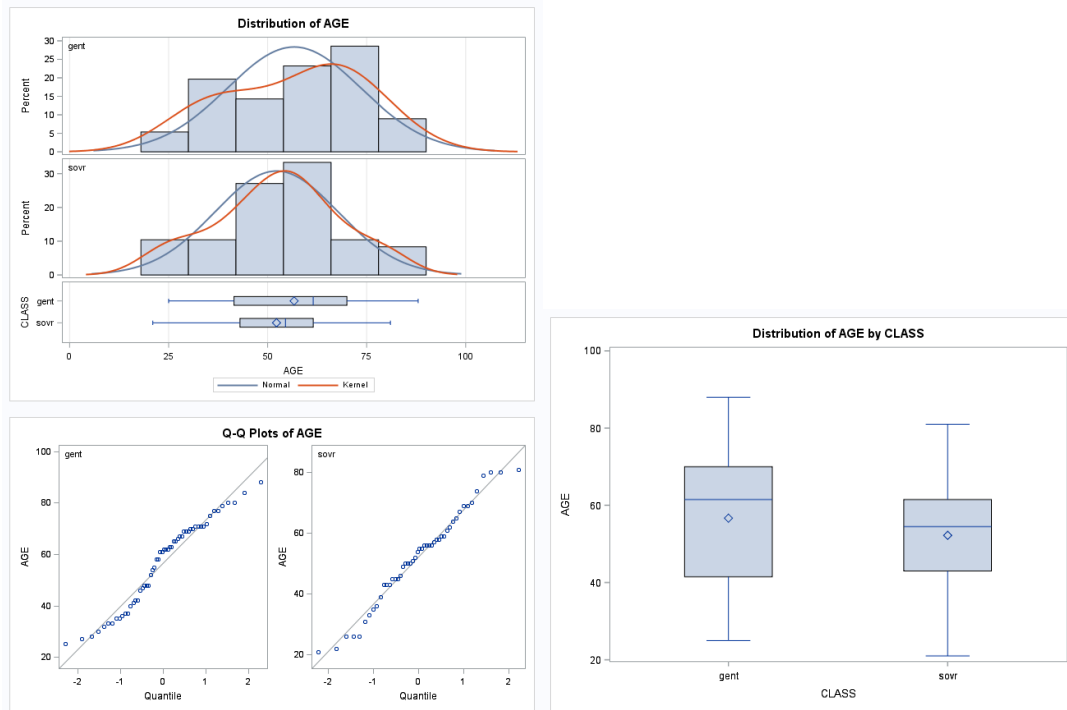 Distribution of AGE
gent
30
25
20
15
10
5
0
Percent
sovr
30
20
10
0
Percent
CLASS
gent
sovr
0 25 50 75 100
AGE
Normal Kernel
Q-Q Plots of AGE
gent
100
80
60
40
20
AGE
-2 -1 0 1 2
Quantile
sovr
80
60
40
20
AGE
-2 -1 0 1 2
Quantile
Distribution of AGE by CLASS
100
80
60
40
20
AGE
gent sovr
CLASS